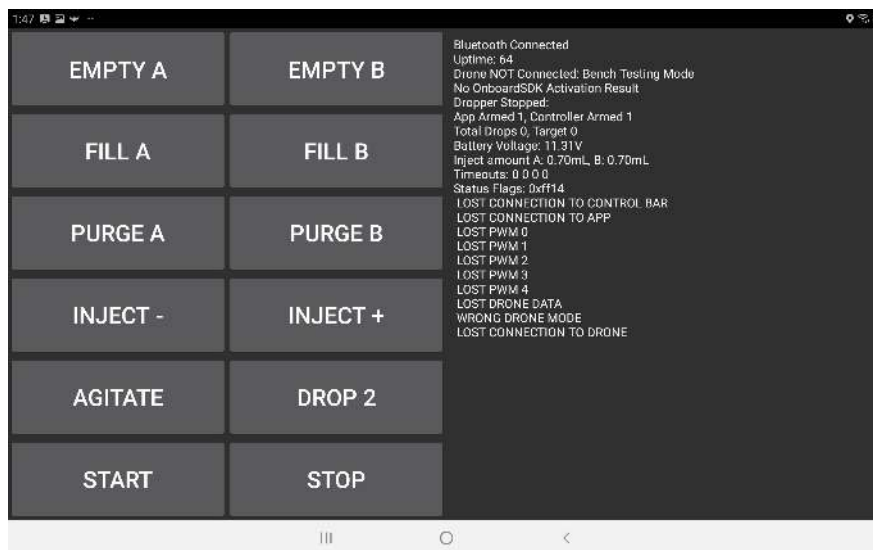 1:47
EMPTY A
EMPTY B
FILL A
FILL B
PURGE A
PURGE B
INJECT -
INJECT +
AGITATE
DROP 2
START
STOP
Bluetooth Connected
Uptime: 64
Drone NOT Connected: Bench Testing Mode
No OnboardSDK Activation Result
Dropper Stopped:
App Armed 1, Controller Armed 1
Total Drops 0, Target 0
Battery Voltage: 11.31V
Inject amount A: 0.70mL, B: 0.70mL
Timeouts: 0 0 0 0
Status Flags: 0xff14
LOST CONNECTION TO CONTROL BAR
LOST CONNECTION TO APP
LOST PWM 0
LOST PWM 1
LOST PWM 2
LOST PWM 3
LOST PWM 4
LOST DRONE DATA
WRONG DRONE MODE
LOST CONNECTION TO DRONE